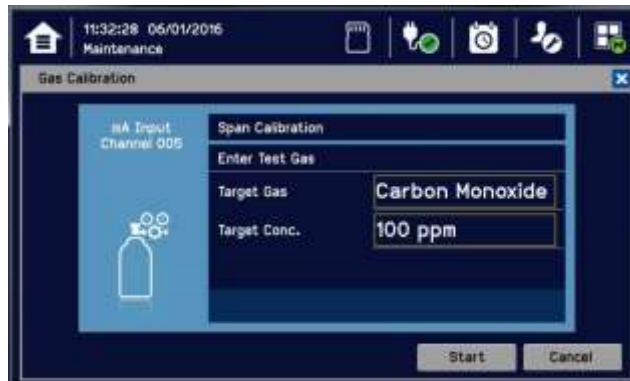 11:32:28 06/01/2016
Maintenance
Gas Calibration
mA Input
Channel 005
Span Calibration
Enter Test Gas
Target Gas
Carbon Monoxide
Target Conc.
100 ppm
Start
Cancel